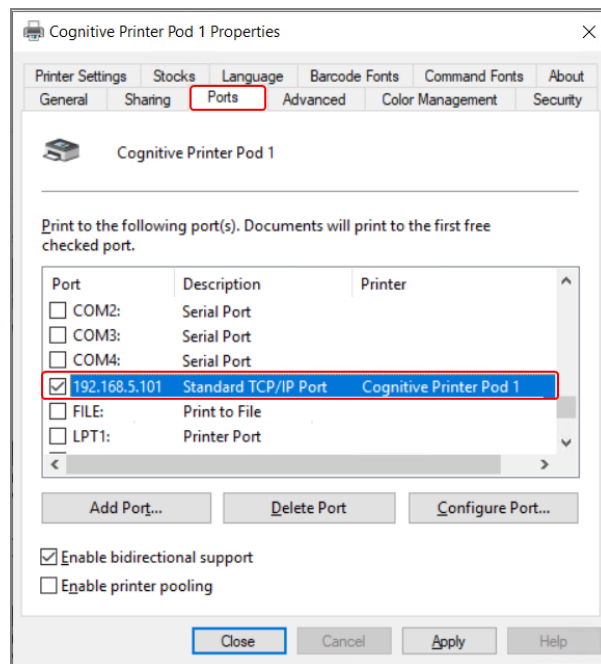 Cognitive Printer Pod 1 Properties
Printer Settings Stocks Language Barcode Fonts Command Fonts About
General Sharing Ports Advanced Color Management Security
Cognitive Printer Pod 1
Print to the following port(s). Documents will print to the first free
checked port.
Port Description Printer
COM2: Serial Port
COM3: Serial Port
COM4: Serial Port
192.168.5.101 Standard TCP/IP Port Cognitive Printer Pod 1
FILE: Print to File
LPT1: Printer Port
Add Port... Delete Port Configure Port...
Enable bidirectional support
Enable printer pooling
Close Cancel Apply Help